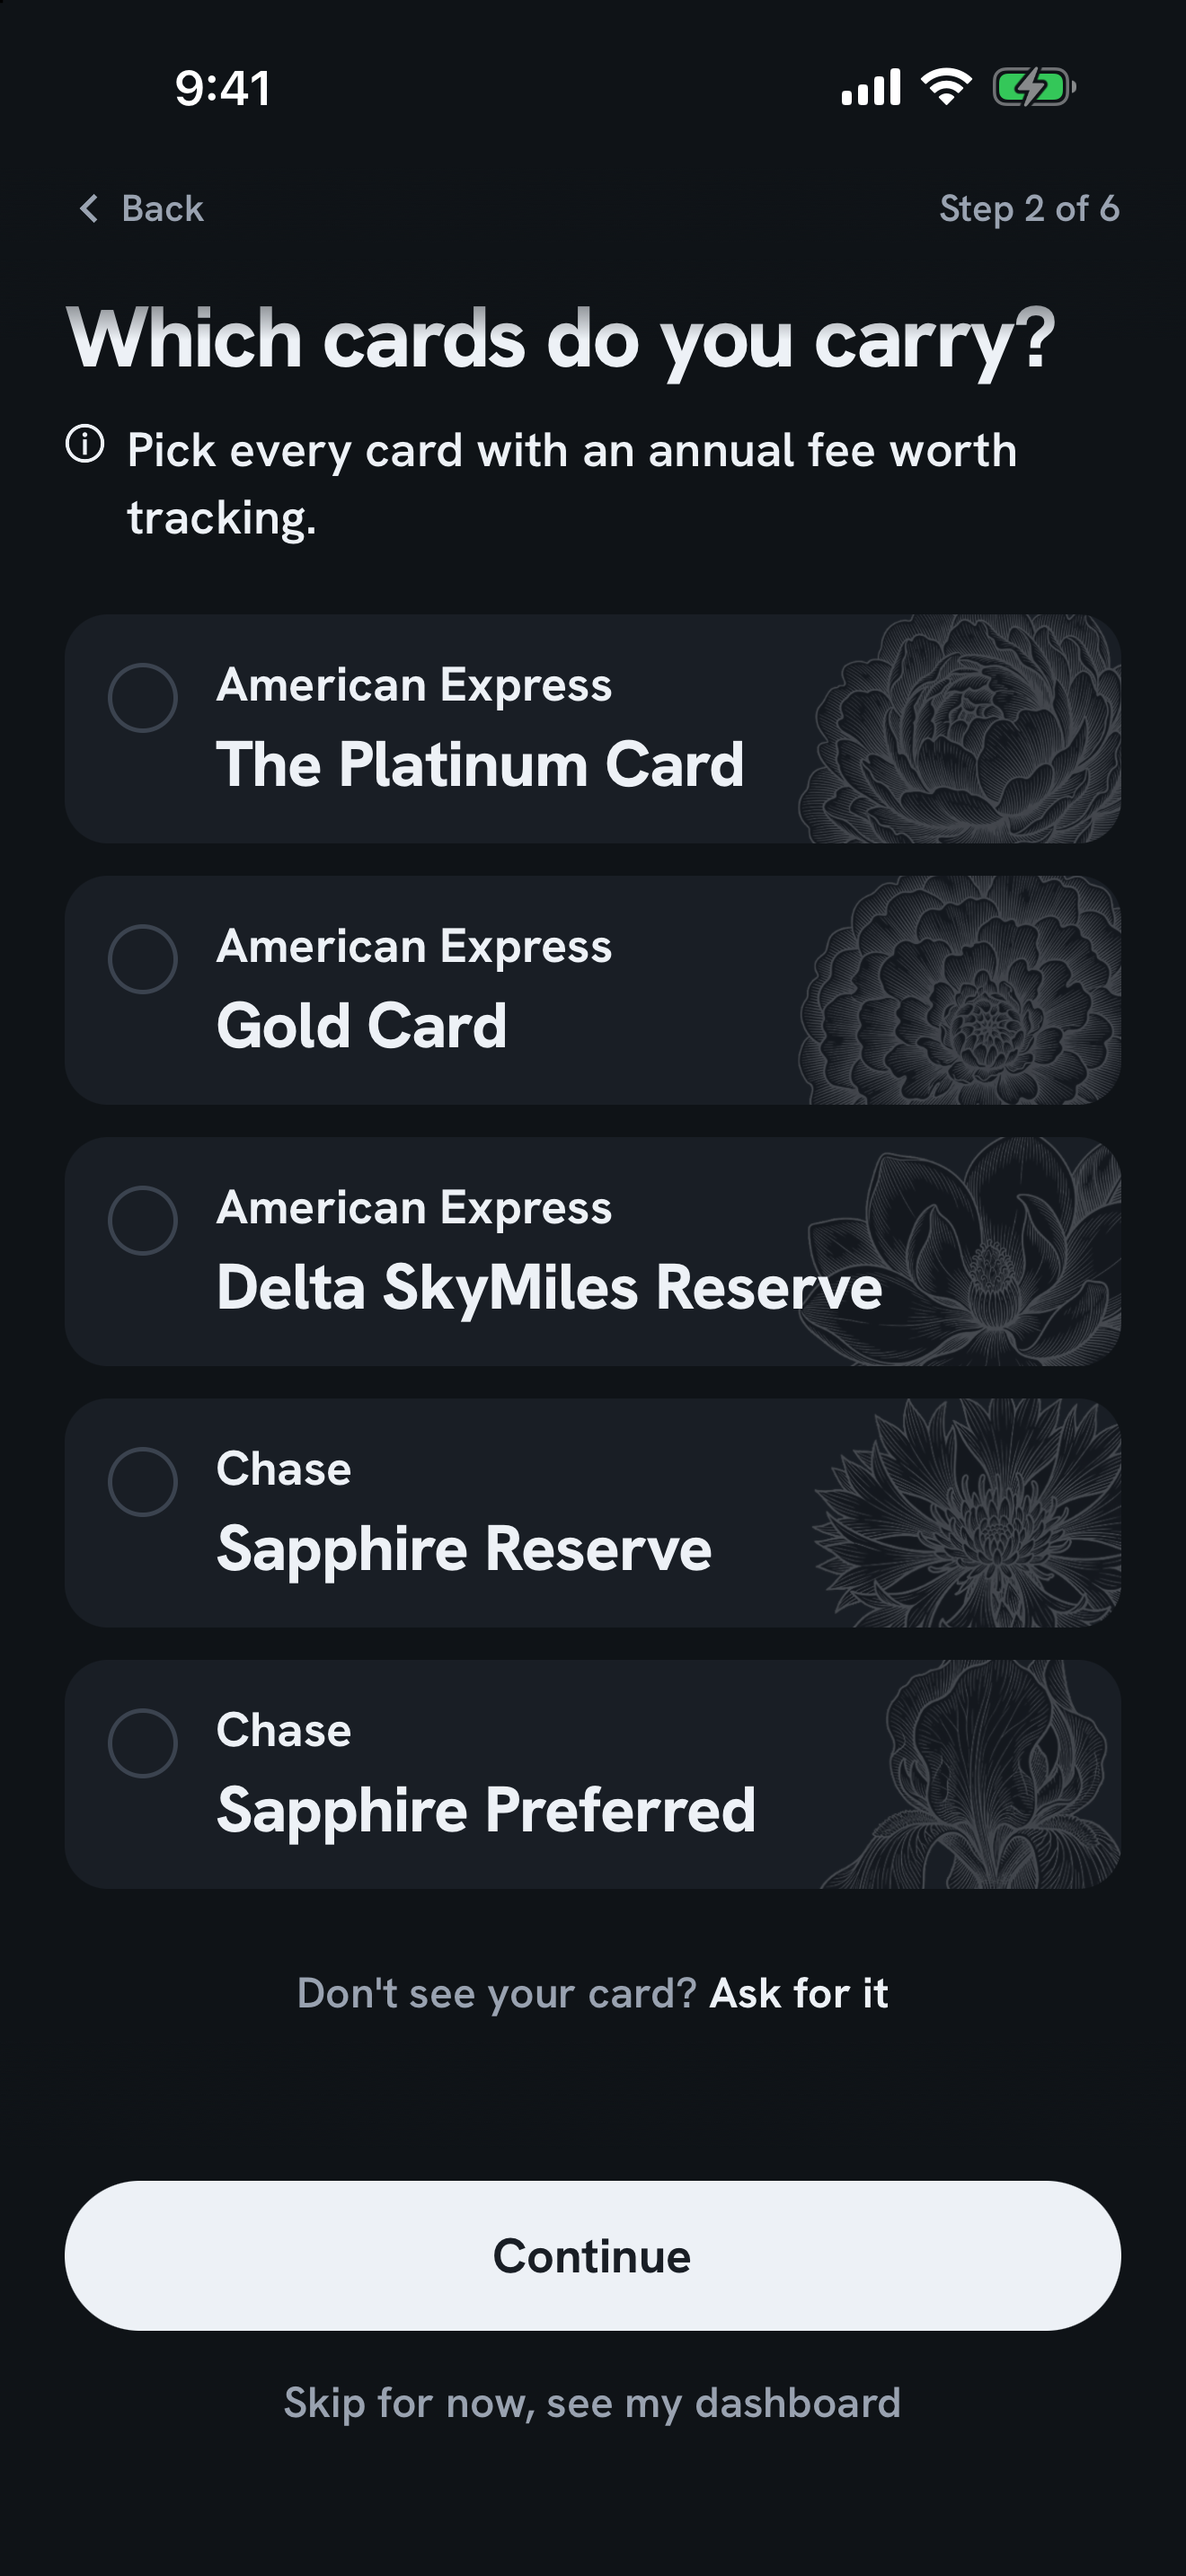 9:41
Back
Step 2 of 6
Which cards do you carry?
Pick every card with an annual fee worth
tracking.
American Express
The Platinum Card
American Express
Gold Card
American Express
Delta SkyMiles Reserve
Chase
Sapphire Reserve
Chase
Sapphire Preferred
Don't see your card? Ask for it
Continue
Skip for now, see my dashboard